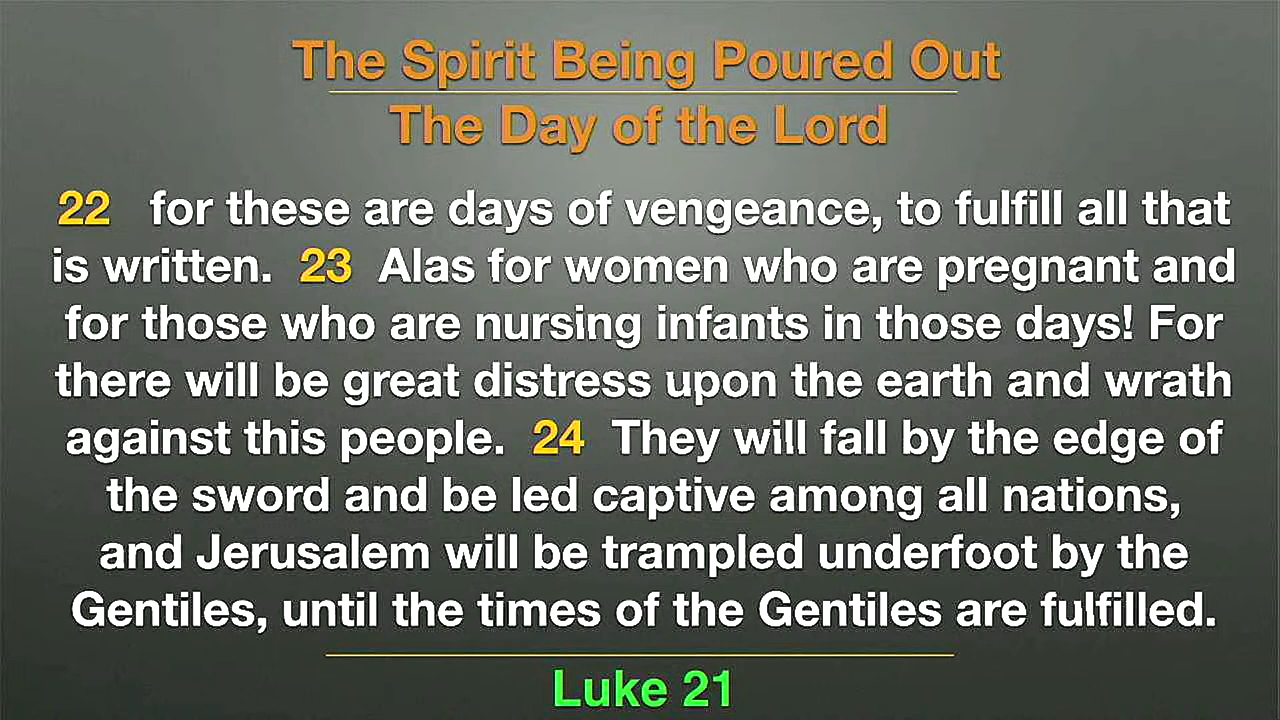 The Spirit Being Poured Out
The Day of the Lord
22 for these are days of vengeance, to fulfill all that
is written. 23 Alas for women who are pregnant and
for those who are nursing infants in those days! For
there will be great distress upon the earth and wrath
against this people. 24 They will fall by the edge of
the sword and be led captive among all nations,
and Jerusalem will be trampled underfoot by the
Gentiles, until the times of the Gentiles are fulfilled.
Luke 21